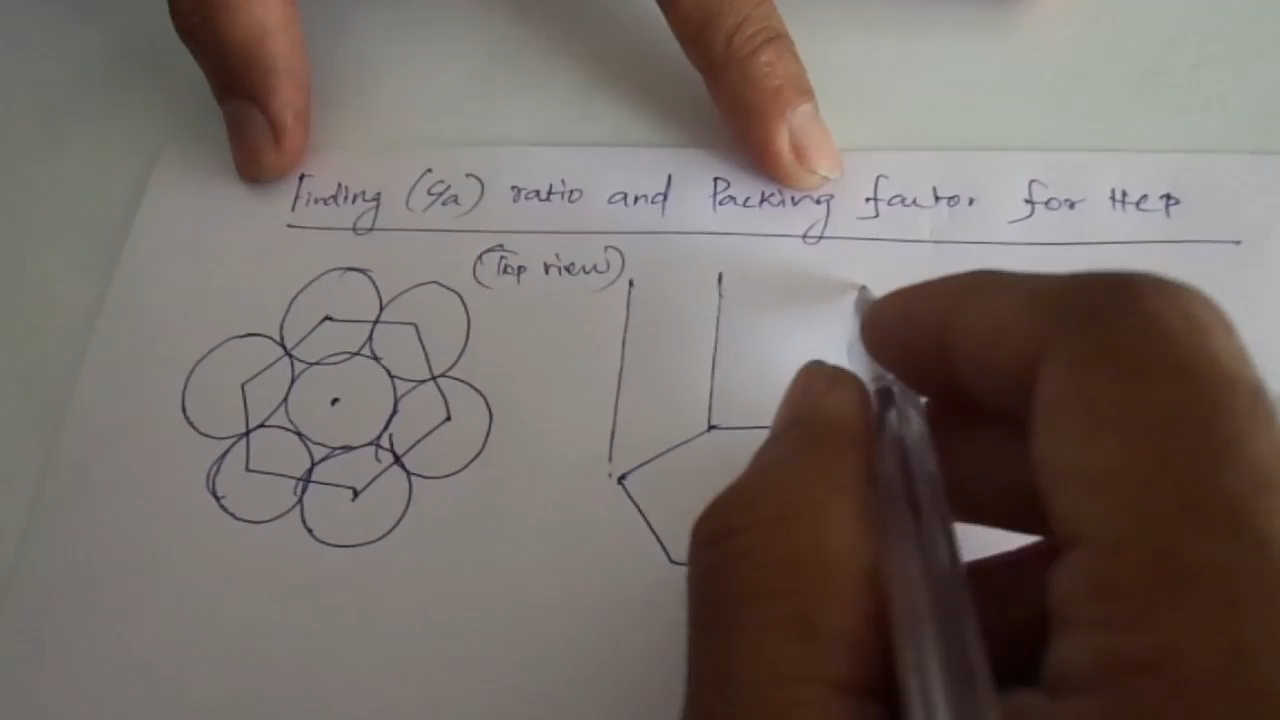 Finding (c/a) ratio and Packing factor for Hcp
(Top view)